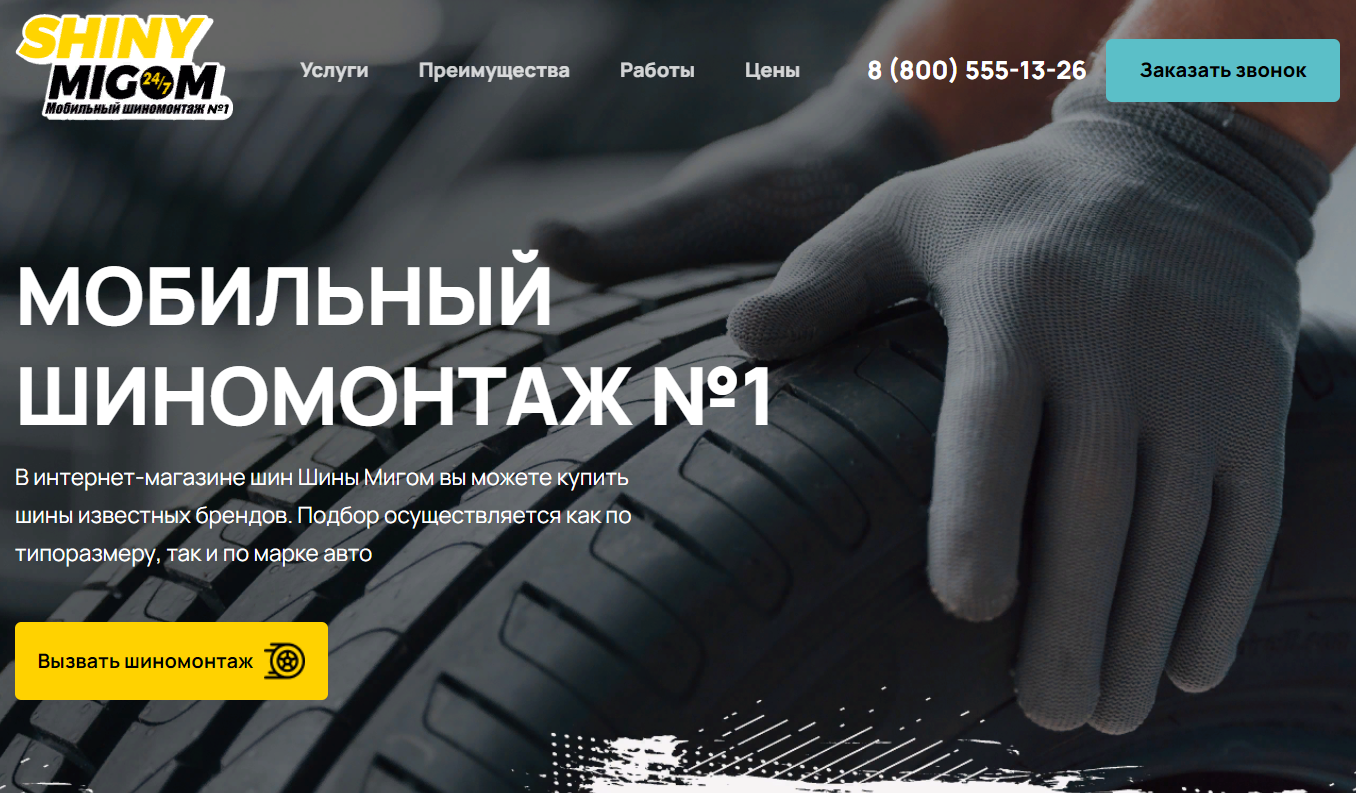 SHINY
MIGOM
24/7
Мобильный шиномонтаж №1
Услуги
Преимущества
Работы
Цены
8 (800) 555-13-26
Заказать звонок
МОБИЛЬНЫЙ
ШИНОМОНТАЖ №1
В интернет-магазине шин Шины Мигом вы можете купить
шины известных брендов. Подбор осуществляется как по
типоразмеру, так и по марке авто
Вызвать шиномонтаж